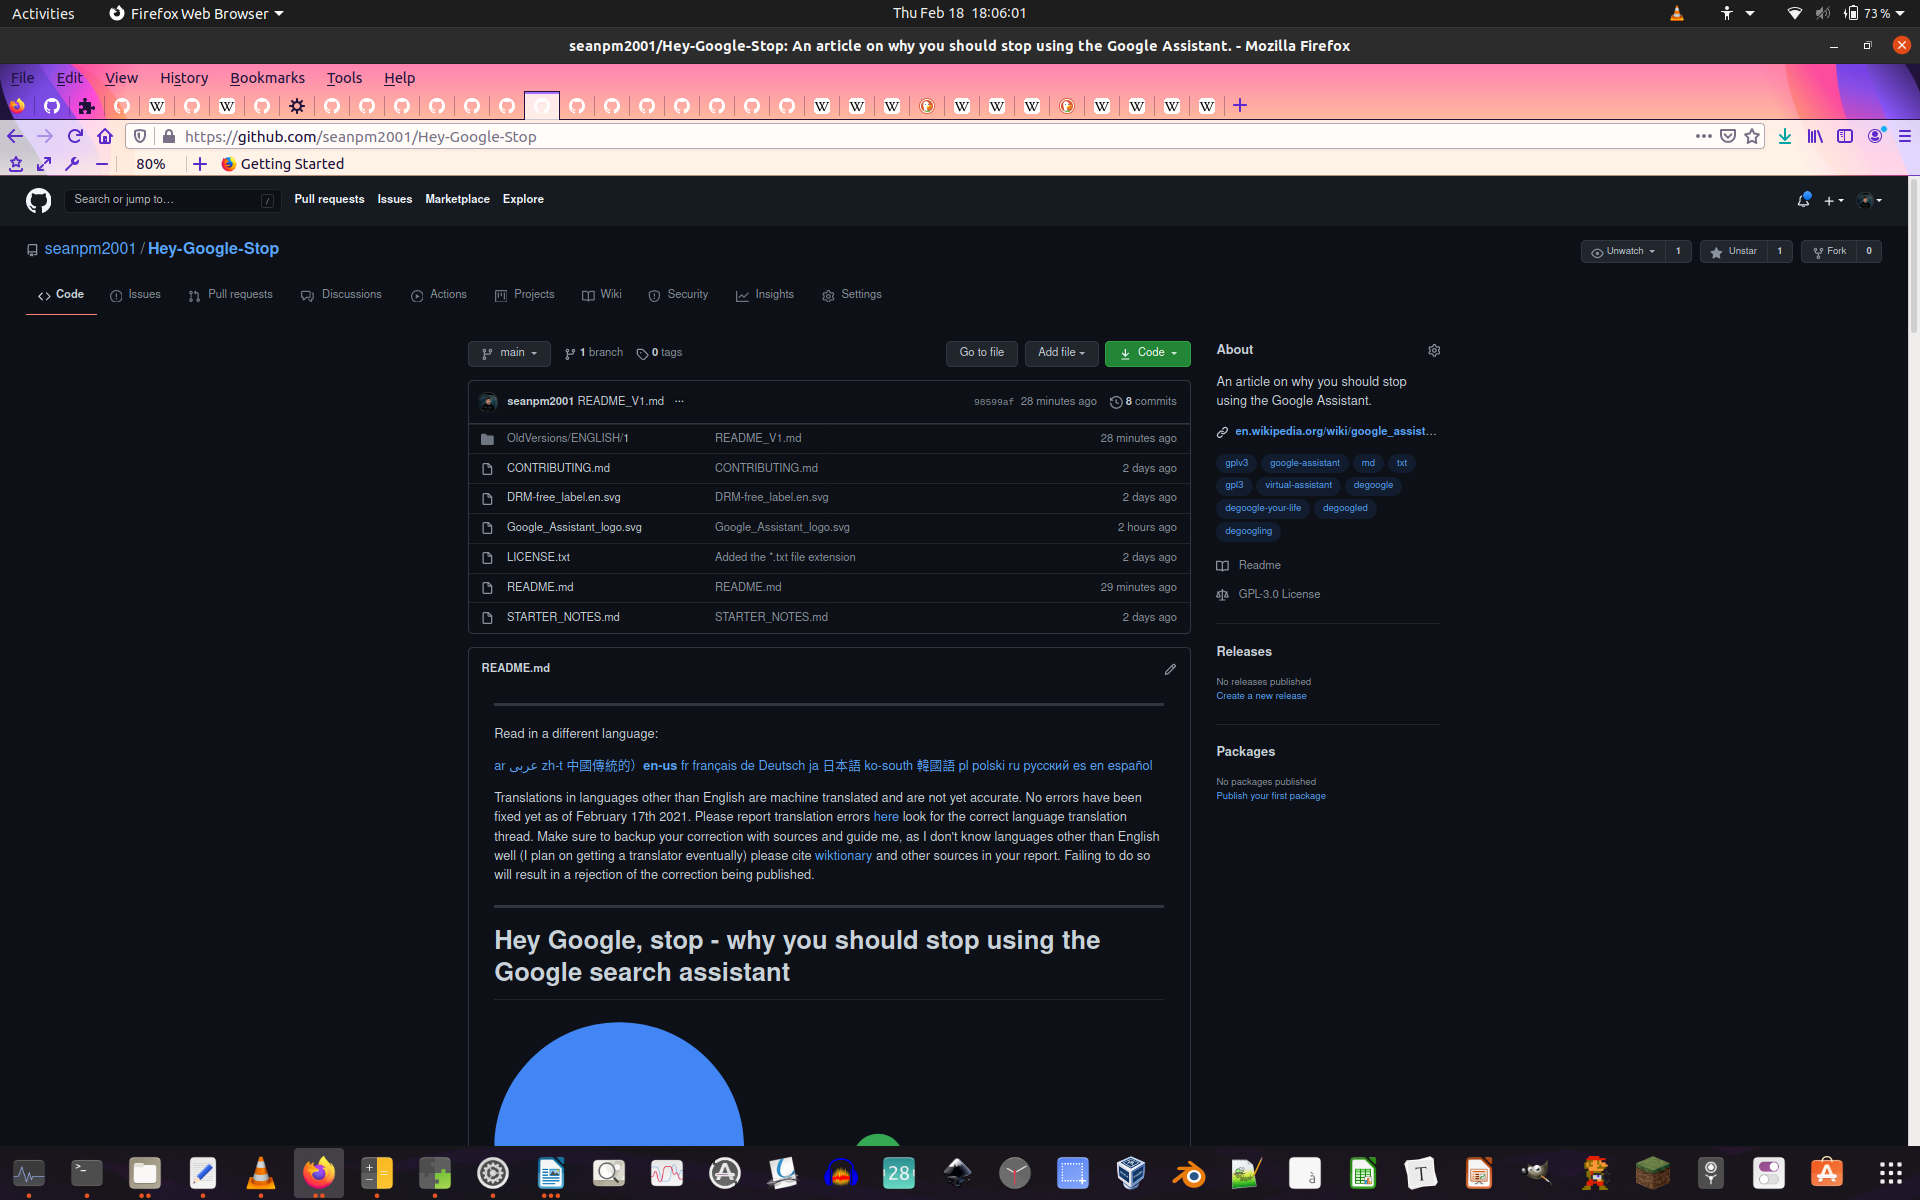 Activities Firefox Web Browser Thu Feb 18 18:06:01 73 %
seanpm2001/Hey-Google-Stop: An article on why you should stop using the Google Assistant. - Mozilla Firefox
File Edit View History Bookmarks Tools Help
https://github.com/seanpm2001/Hey-Google-Stop
80% Getting Started
Search or jump to… / Pull requests Issues Marketplace Explore
seanpm2001 / Hey-Google-Stop Unwatch 1 Unstar 1 Fork 0
Code Issues Pull requests Discussions Actions Projects Wiki Security Insights Settings
main 1 branch 0 tags Go to file Add file Code
seanpm2001 README_V1.md ... 98599af 28 minutes ago 8 commits
OldVersions/ENGLISH/1 README_V1.md 28 minutes ago
CONTRIBUTING.md CONTRIBUTING.md 2 days ago
DRM-free_label.en.svg DRM-free_label.en.svg 2 days ago
Google_Assistant_logo.svg Google_Assistant_logo.svg 2 hours ago
LICENSE.txt Added the *.txt file extension 2 days ago
README.md README.md 29 minutes ago
STARTER_NOTES.md STARTER_NOTES.md 2 days ago
README.md
Read in a different language:
ar عربى zh-t 中國傳統的）en-us fr français de Deutsch ja 日本語 ko-south 韓國語 pl polski ru русский es en español
Translations in languages other than English are machine translated and are not yet accurate. No errors have been
fixed yet as of February 17th 2021. Please report translation errors here look for the correct language translation
thread. Make sure to backup your correction with sources and guide me, as I don't know languages other than English
well (I plan on getting a translator eventually) please cite wiktionary and other sources in your report. Failing to do so
will result in a rejection of the correction being published.
Hey Google, stop - why you should stop using the
Google search assistant
About
An article on why you should stop
using the Google Assistant.
en.wikipedia.org/wiki/google_assist…
gplv3 google-assistant md txt
gpl3 virtual-assistant degoogle
degoogle-your-life degoogled
degoogling
Readme
GPL-3.0 License
Releases
No releases published
Create a new release
Packages
No packages published
Publish your first package
28